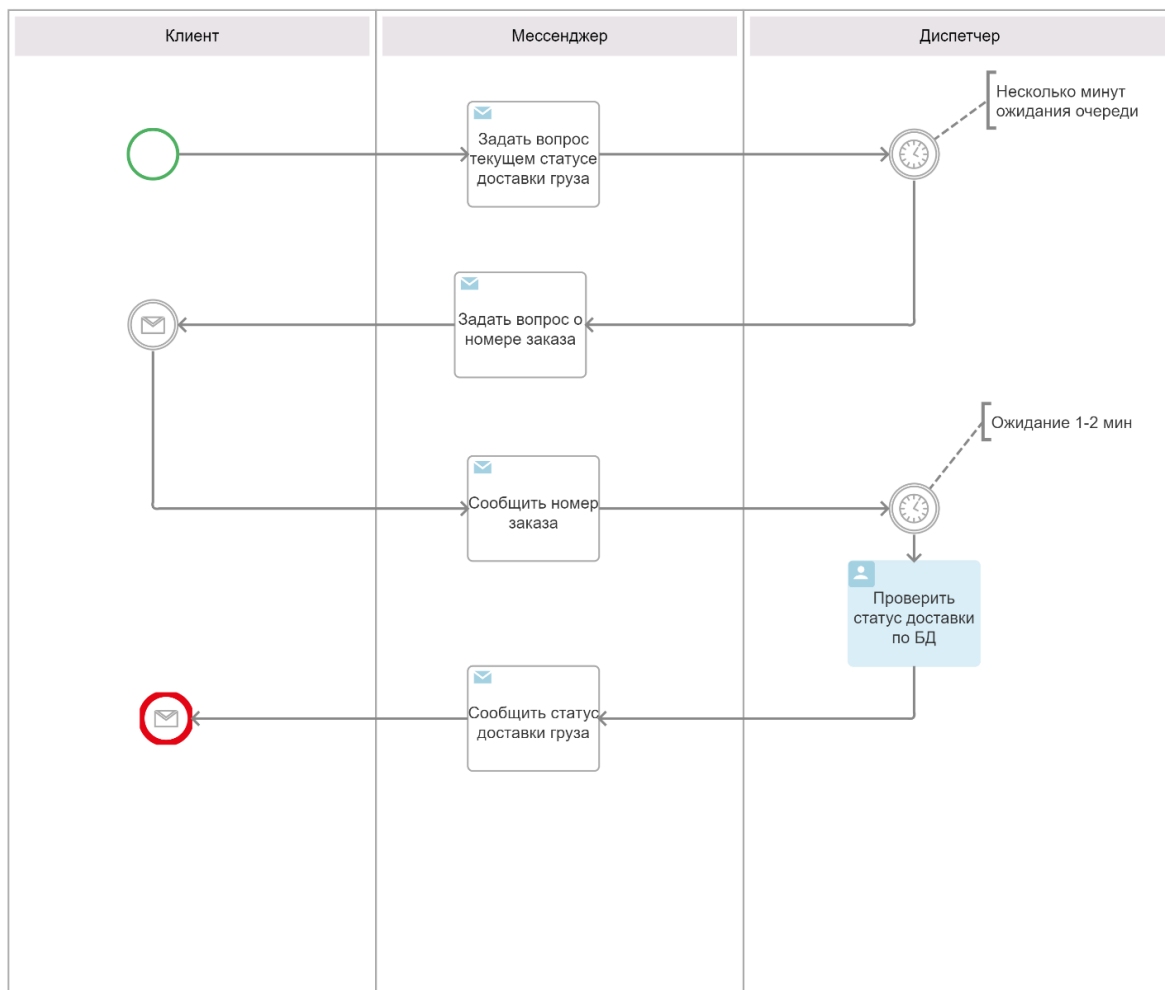 Клиент
Мессенджер
Диспетчер
Несколько минут
ожидания очереди
Задать вопрос
текущем статусе
доставки груза
Задать вопрос о
номере заказа
Ожидание 1-2 мин
Сообщить номер
заказа
Проверить
статус доставки
по БД
Сообщить статус
доставки груза